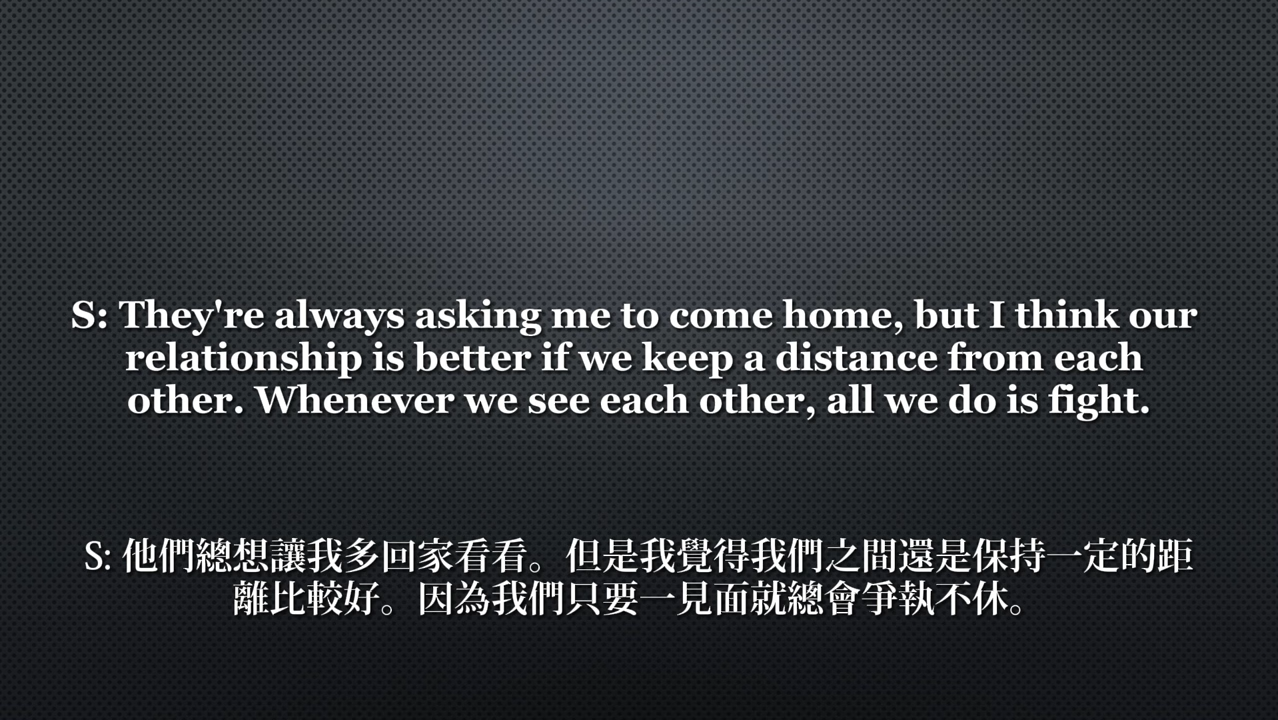 S: They're always asking me to come home, but I think our
relationship is better if we keep a distance from each
other. Whenever we see each other, all we do is fight.
S: 他們總想讓我多回家看看。但是我覺得我們之間還是保持一定的距
離比較好。因為我們只要一見面就總會爭執不休。